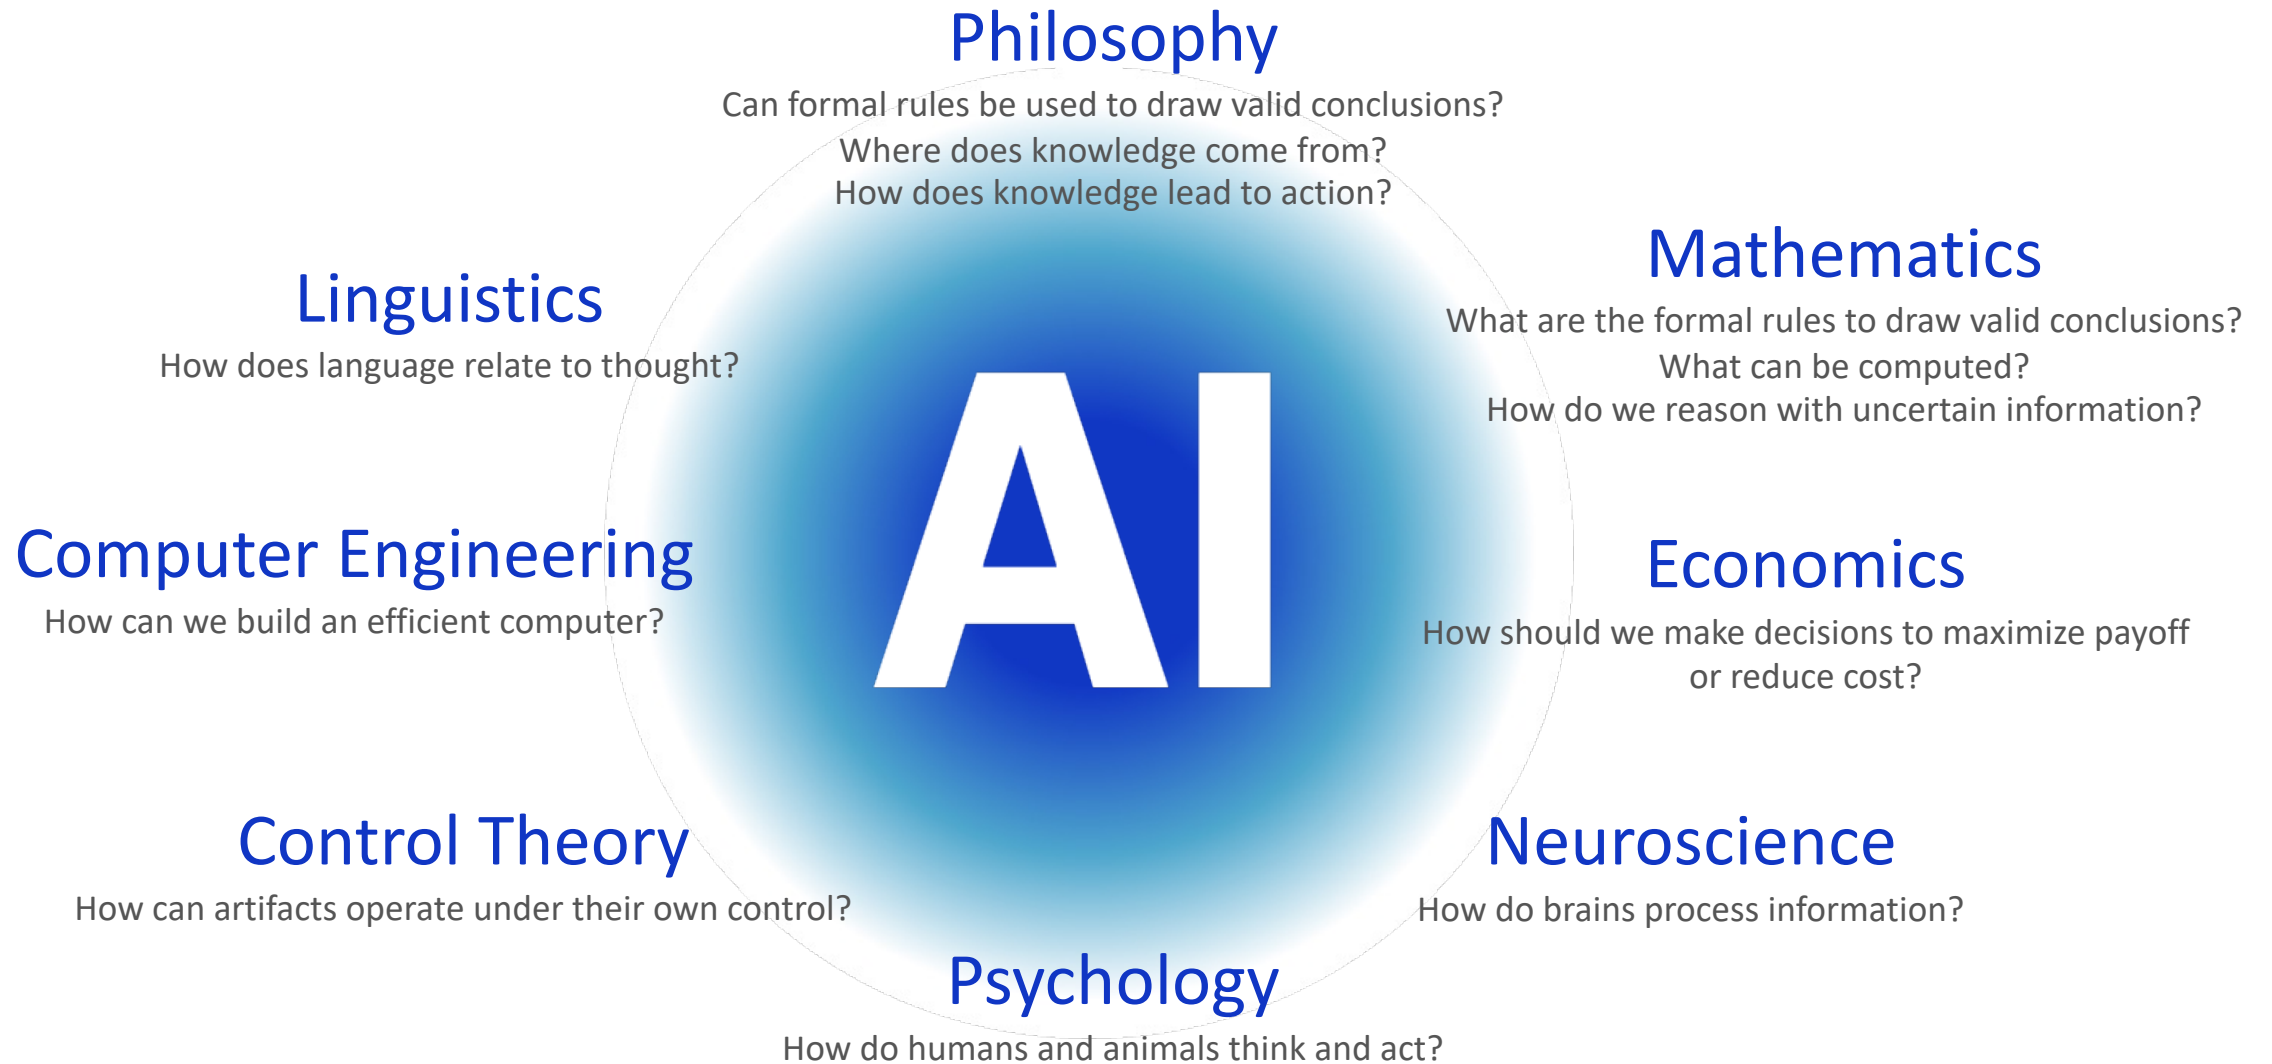 Philosophy
Can formal rules be used to draw valid conclusions?
Where does knowledge come from?
How does knowledge lead to action?
Mathematics
What are the formal rules to draw valid conclusions?
What can be computed?
How do we reason with uncertain information?
Linguistics
How does language relate to thought?
AI
Computer Engineering
How can we build an efficient computer?
Economics
How should we make decisions to maximize payoff
or reduce cost?
Control Theory
How can artifacts operate under their own control?
Neuroscience
How do brains process information?
Psychology
How do humans and animals think and act?